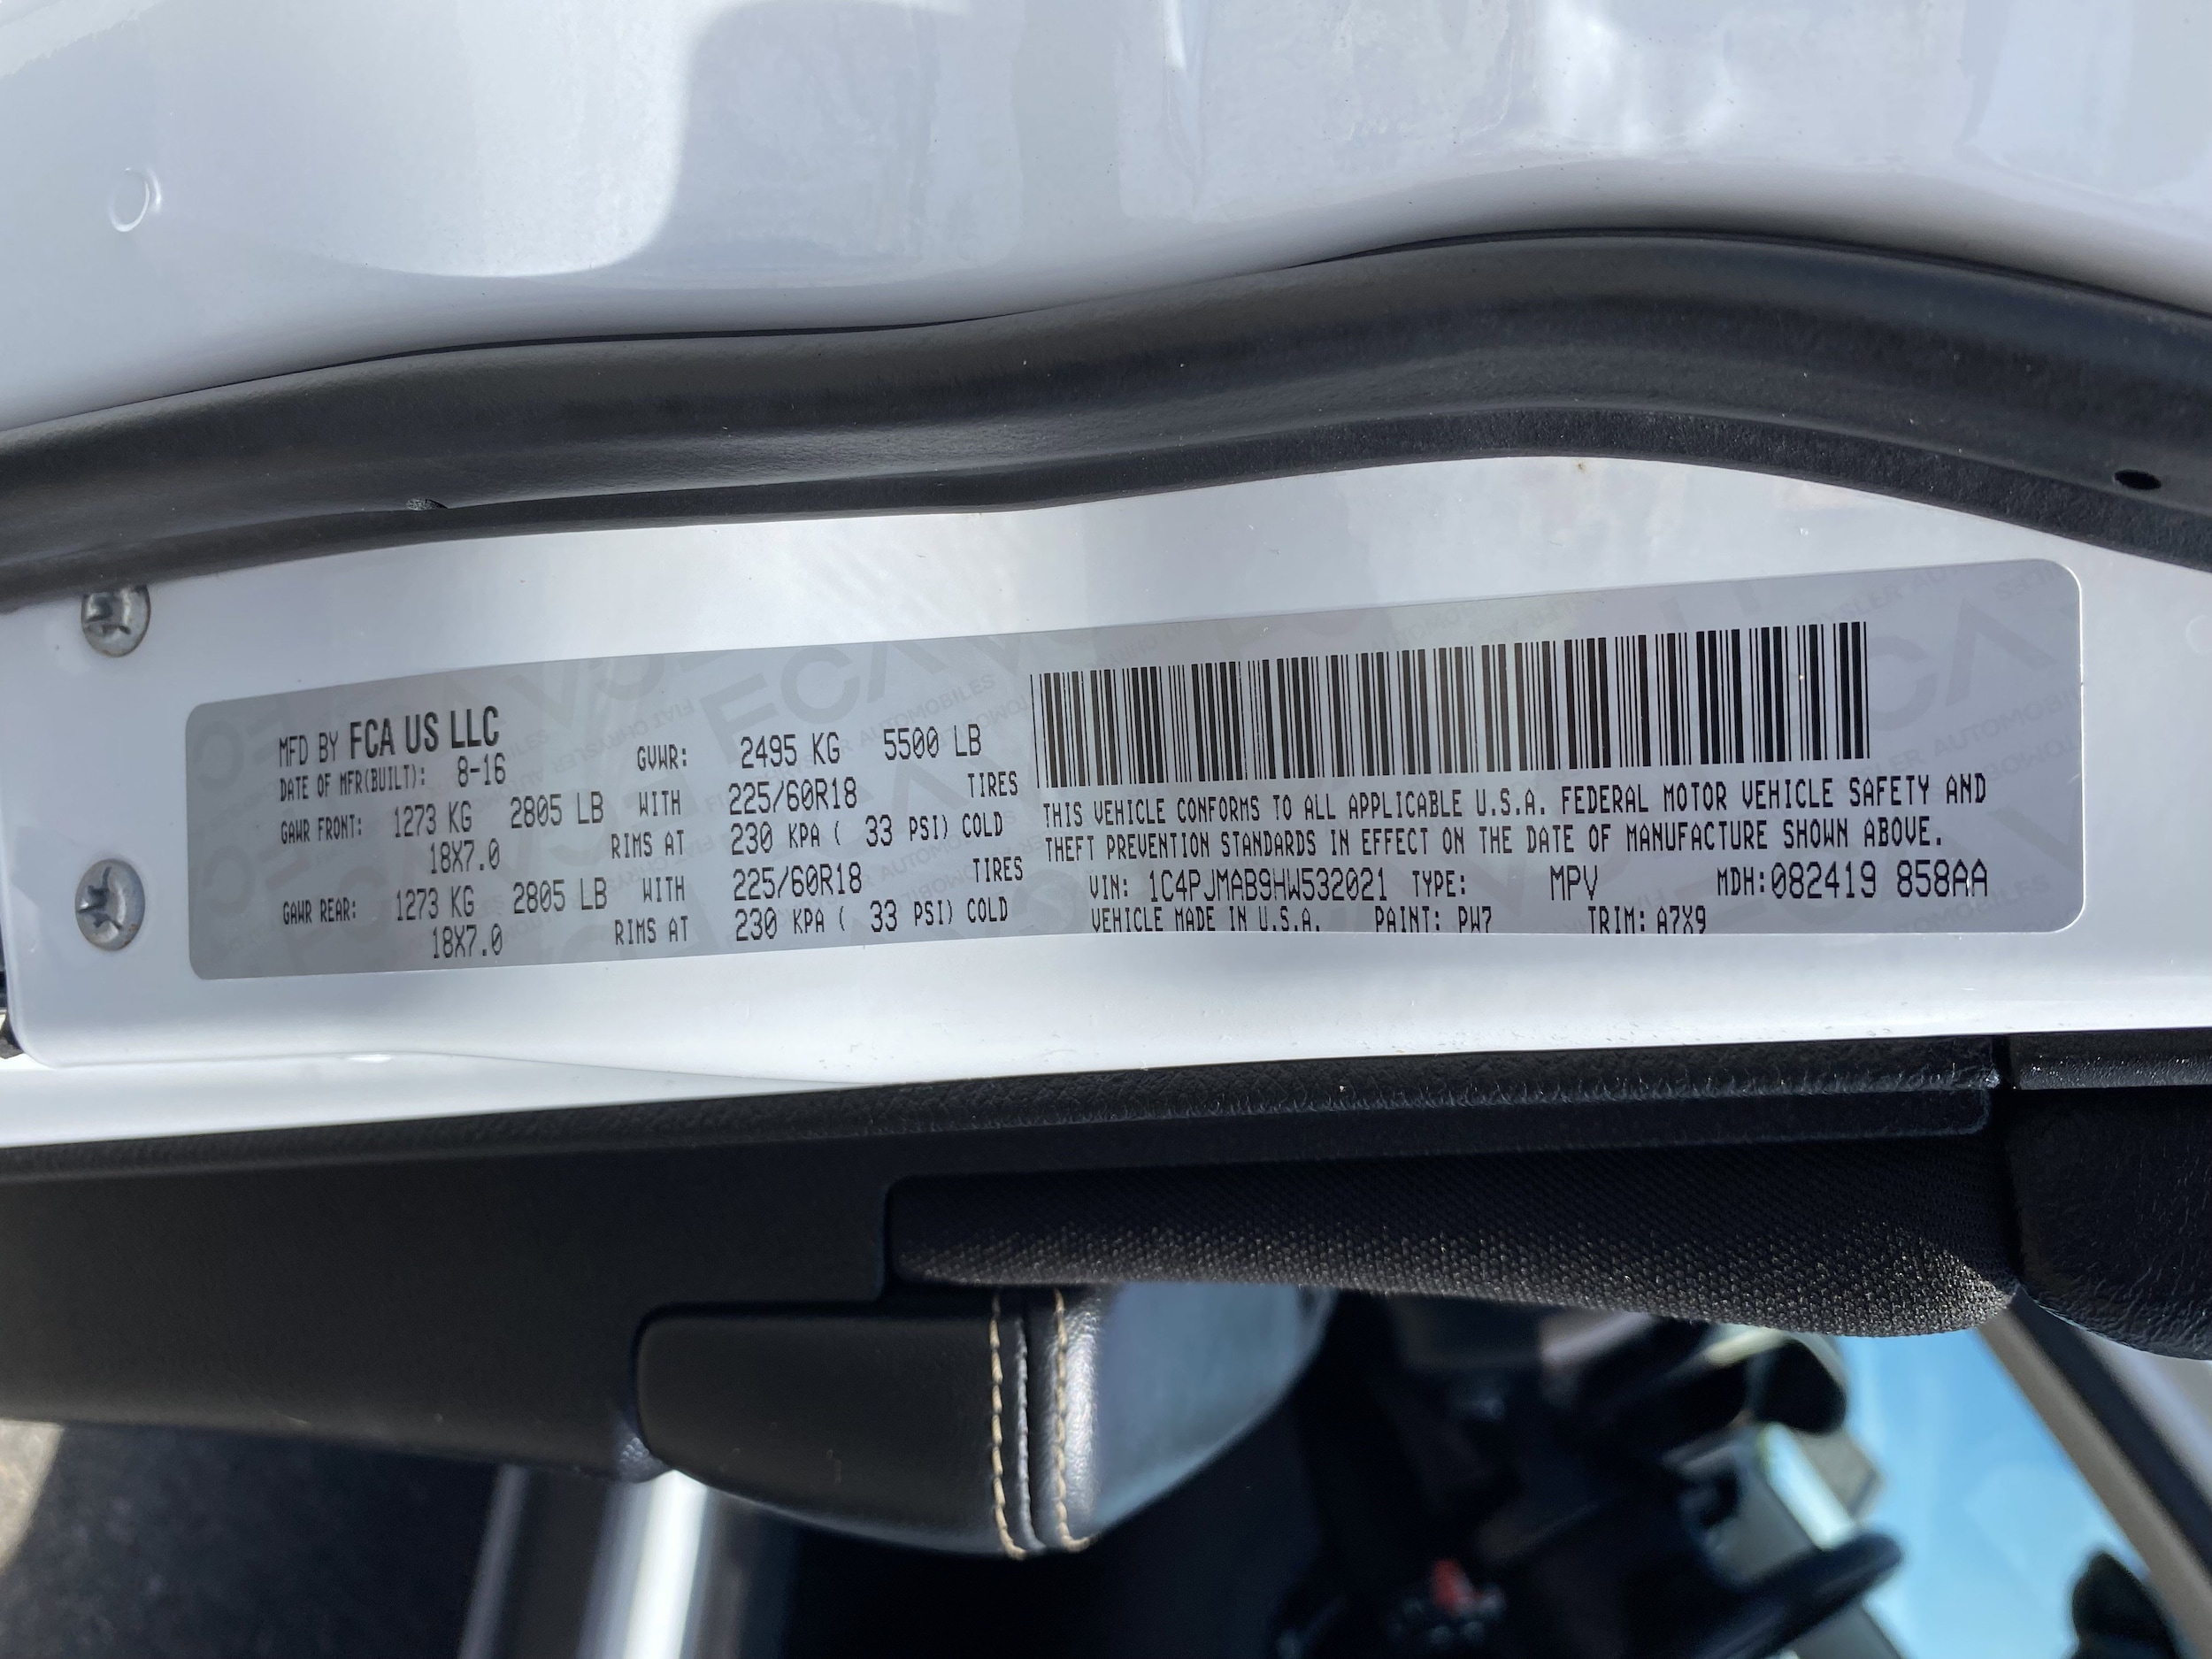 MFD BY FCA US LLC
DATE OF MFR(BUILT): 8-16 GVWR: 2495 KG 5500 LB
GAWR FRONT: 1273 KG 2805 LB WITH 225/60R18 TIRES
18X7.0 RIMS AT 230 KPA ( 33 PSI) COLD
GAWR REAR: 1273 KG 2805 LB WITH 225/60R18 TIRES
18X7.0 RIMS AT 230 KPA ( 33 PSI) COLD
THIS VEHICLE CONFORMS TO ALL APPLICABLE U.S.A. FEDERAL MOTOR VEHICLE SAFETY AND
THEFT PREVENTION STANDARDS IN EFFECT ON THE DATE OF MANUFACTURE SHOWN ABOVE.
VIN: 1C4PJMAB9HW532021 TYPE: MPV MDH:082419 858AA
VEHICLE MADE IN U.S.A. PAINT: PW7 TRIM: A7X9